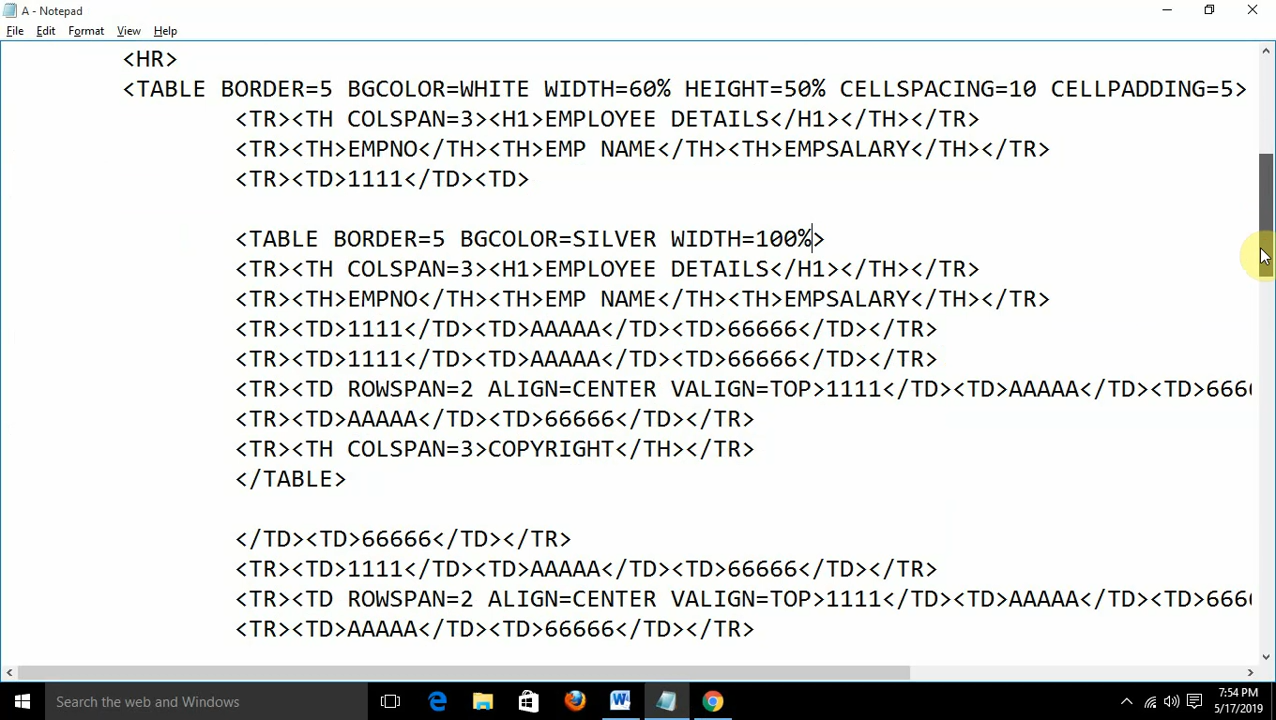 A - Notepad
File Edit Format View Help
<HR>
<TABLE BORDER=5 BGCOLOR=WHITE WIDTH=60% HEIGHT=50% CELLSPACING=10 CELLPADDING=5>
<TR><TH COLSPAN=3><H1>EMPLOYEE DETAILS</H1></TH></TR>
<TR><TH>EMPNO</TH><TH>EMP NAME</TH><TH>EMPSALARY</TH></TR>
<TR><TD>1111</TD><TD>
<TABLE BORDER=5 BGCOLOR=SILVER WIDTH=100%>
<TR><TH COLSPAN=3><H1>EMPLOYEE DETAILS</H1></TH></TR>
<TR><TH>EMPNO</TH><TH>EMP NAME</TH><TH>EMPSALARY</TH></TR>
<TR><TD>1111</TD><TD>AAAAA</TD><TD>66666</TD></TR>
<TR><TD>1111</TD><TD>AAAAA</TD><TD>66666</TD></TR>
<TR><TD ROWSPAN=2 ALIGN=CENTER VALIGN=TOP>1111</TD><TD>AAAAA</TD><TD>666
<TR><TD>AAAAA</TD><TD>66666</TD></TR>
<TR><TH COLSPAN=3>COPYRIGHT</TH></TR>
</TABLE>
</TD><TD>66666</TD></TR>
<TR><TD>1111</TD><TD>AAAAA</TD><TD>66666</TD></TR>
<TR><TD ROWSPAN=2 ALIGN=CENTER VALIGN=TOP>1111</TD><TD>AAAAA</TD><TD>666
<TR><TD>AAAAA</TD><TD>66666</TD></TR>
Search the web and Windows
7:54 PM
5/17/2019